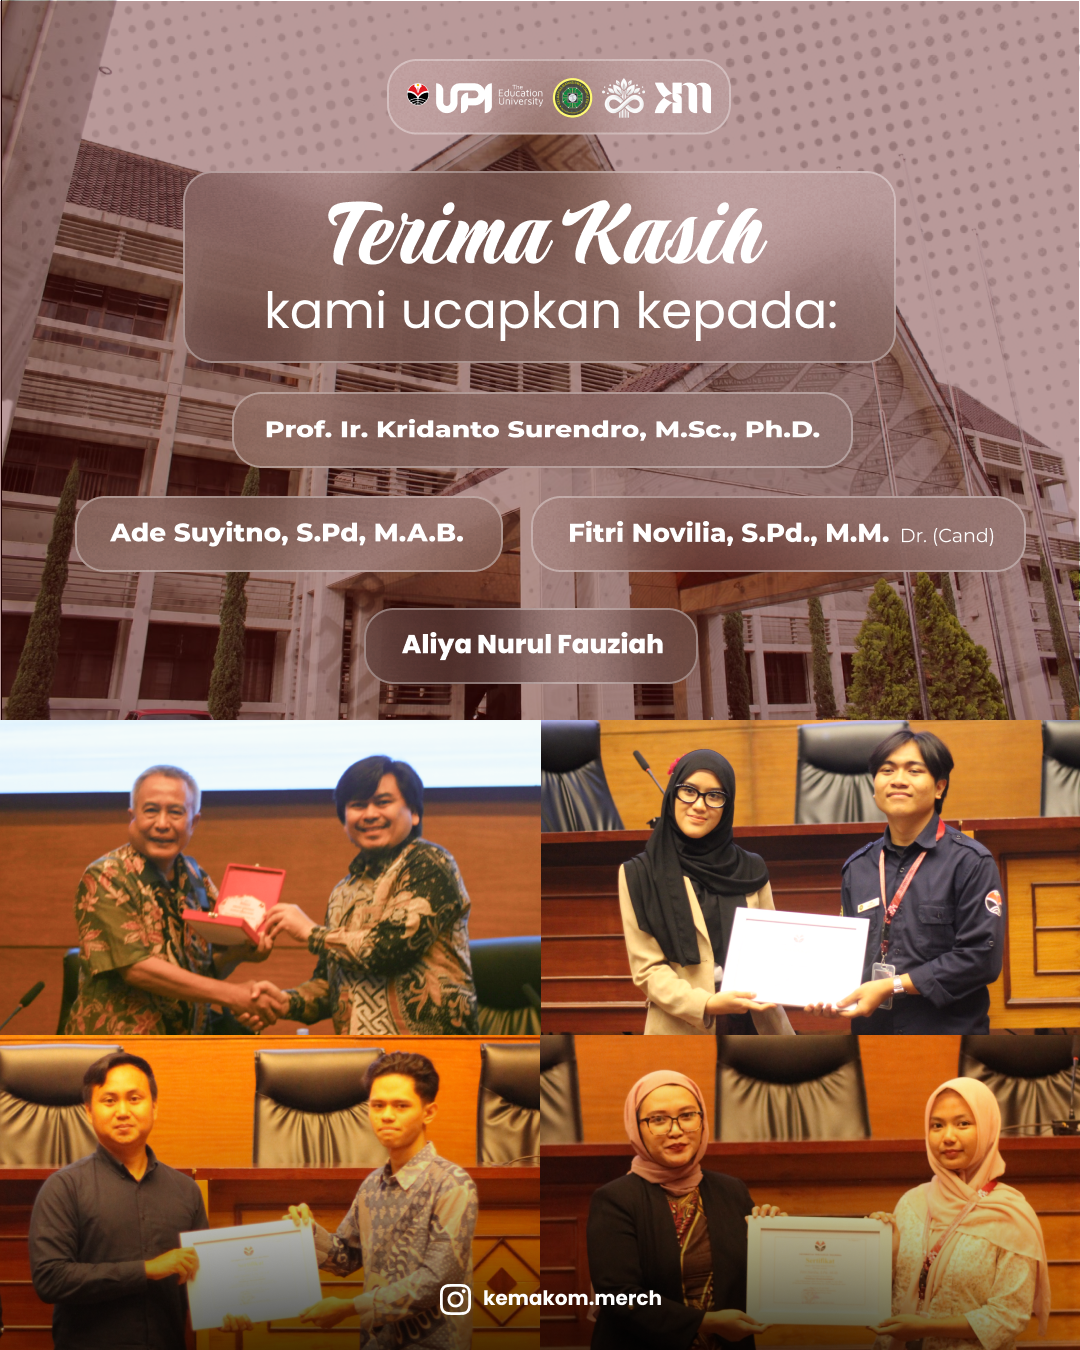 UPI The Education University KM
Terima Kasih
kami ucapkan kepada:
Prof. Ir. Kridanto Surendro, M.Sc., Ph.D.
Ade Suyitno, S.Pd, M.A.B.
Fitri Novilia, S.Pd., M.M. Dr. (Cand)
Aliya Nurul Fauziah
kemakom.merch